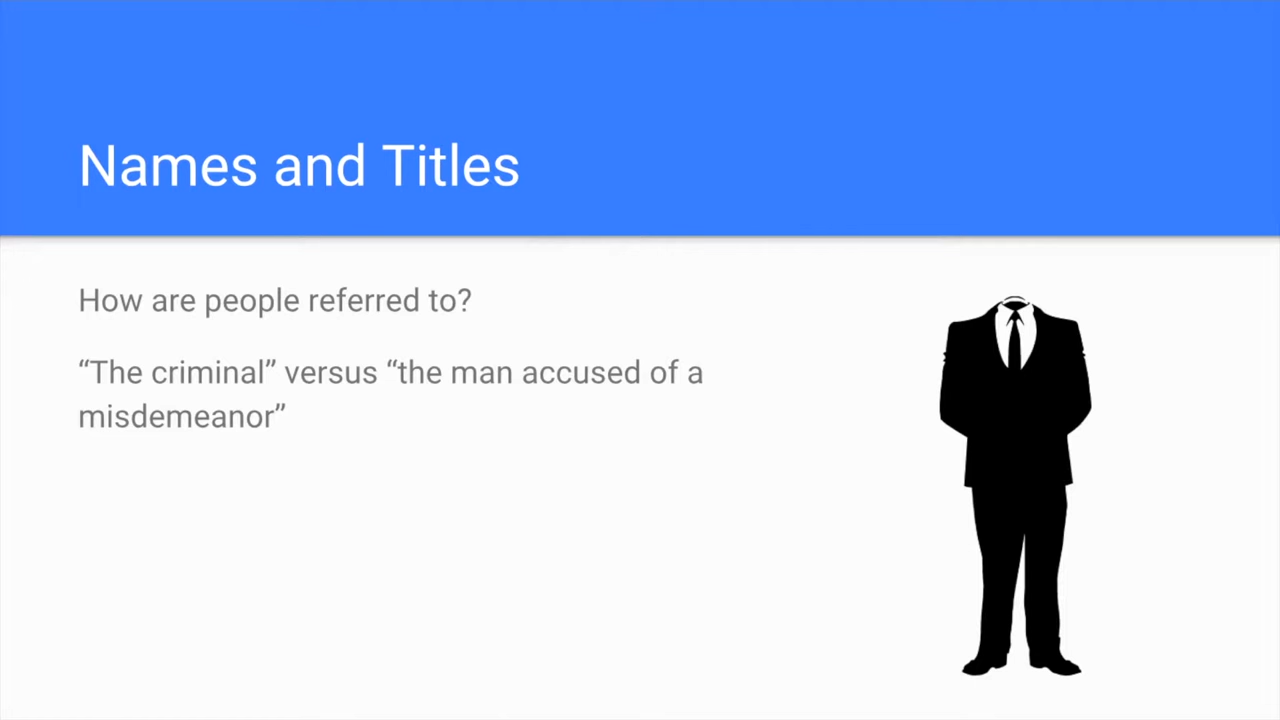 Names and Titles
How are people referred to?
“The criminal” versus “the man accused of a
misdemeanor”